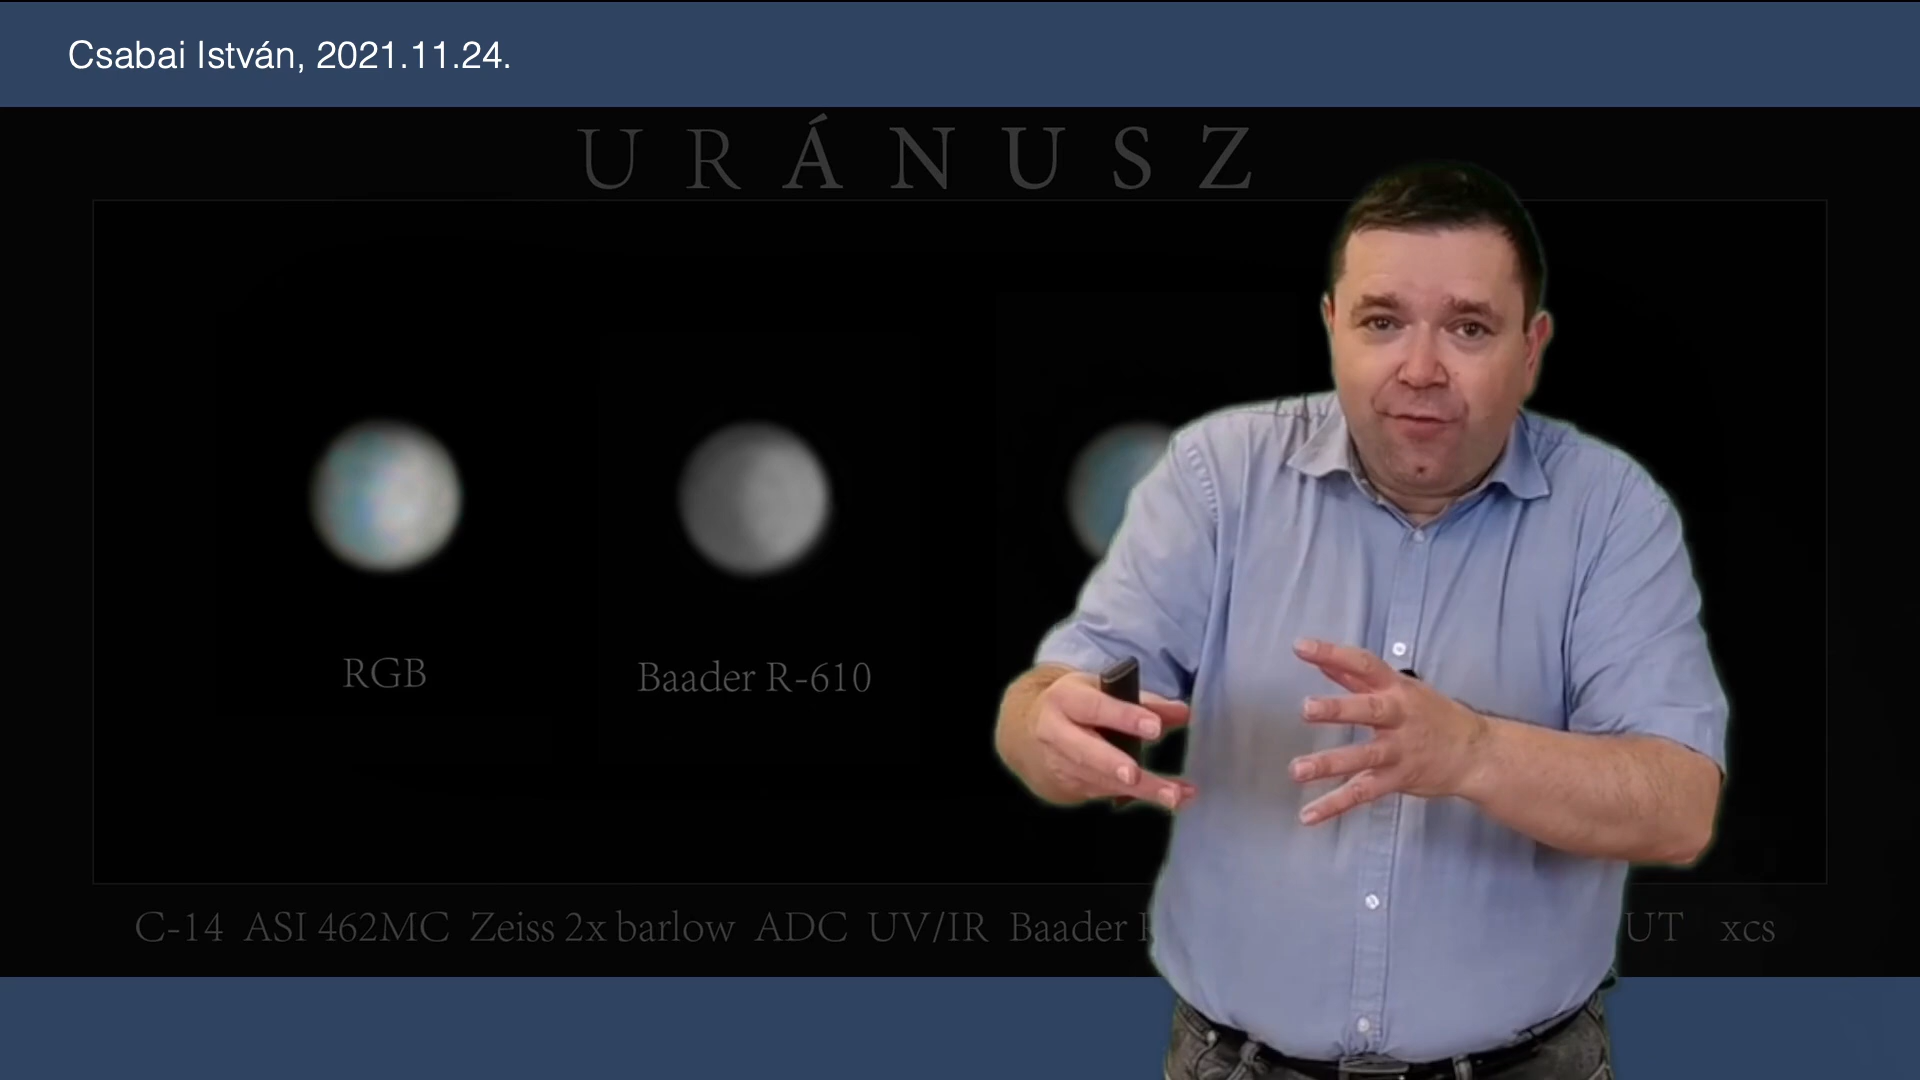 Csabai István, 2021.11.24.
URÁNUSZ
RGB
Baader R-610
C-14 ASI 462MC Zeiss 2x barlow ADC UV/IR Baader UT xcs